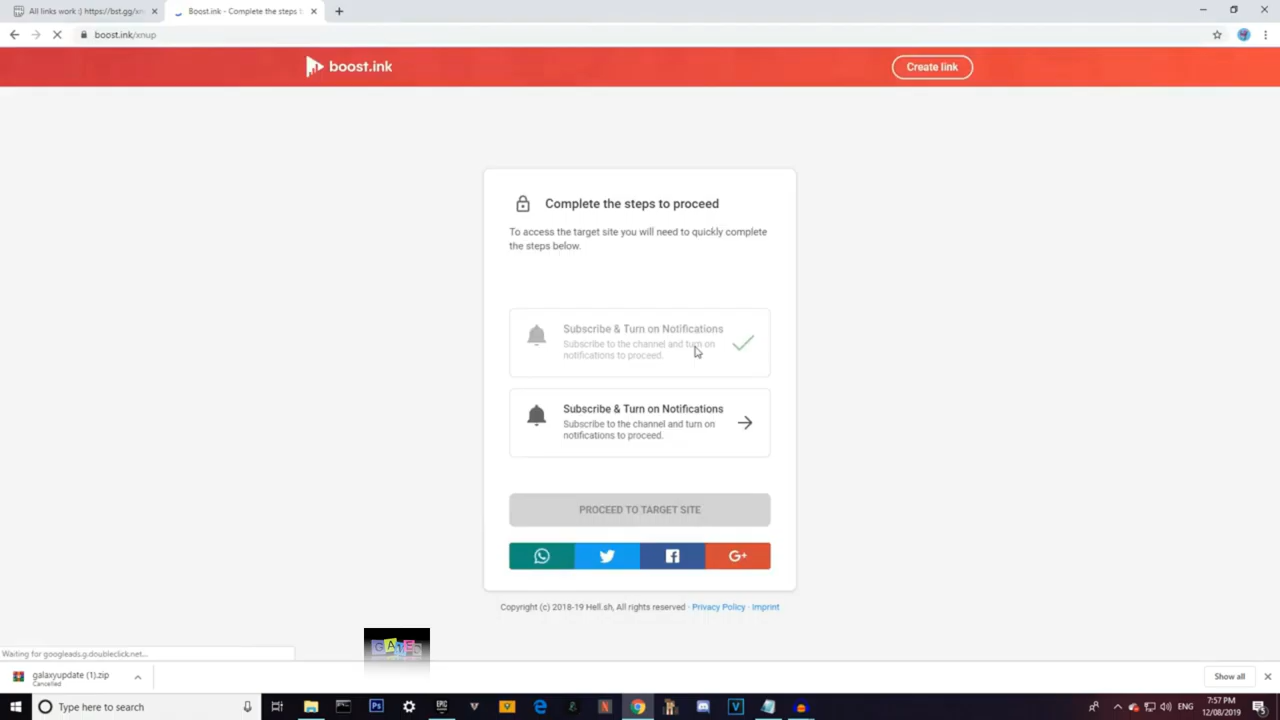 All links work :) https://bst.gg/xn
Boost.ink - Complete the steps t
boost.ink/xnup
boost.ink
Create link
Complete the steps to proceed
To access the target site you will need to quickly complete
the steps below.
Subscribe & Turn on Notifications
Subscribe to the channel and turn on
notifications to proceed.
Subscribe & Turn on Notifications
Subscribe to the channel and turn on
notifications to proceed.
PROCEED TO TARGET SITE
G+
Copyright (c) 2018-19 Hell.sh, All rights reserved · Privacy Policy · Imprint
GATED
Waiting for googleads.g.doubleclick.net...
galaxyupdate (1).zip
Cancelled
Show all
Type here to search
Ps
EPIC
V
ENG
7:57 PM
12/08/2019
5